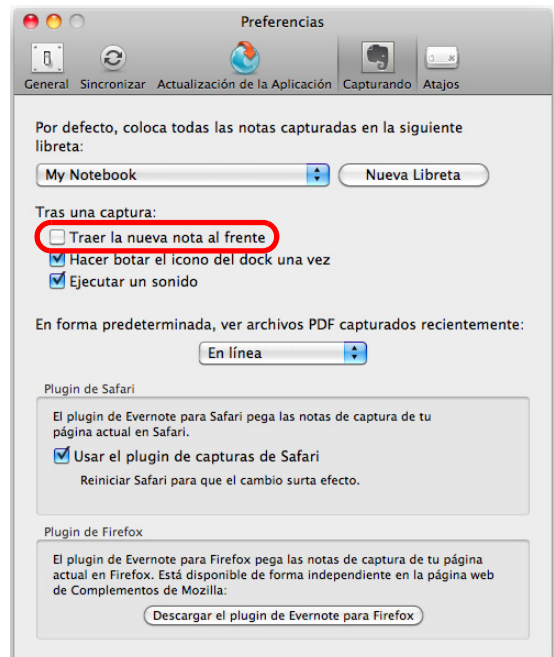 Preferencias
General Sincronizar Actualización de la Aplicación Capturando Atajos
Por defecto, coloca todas las notas capturadas en la siguiente
libreta:
My Notebook Nueva Libreta
Tras una captura:
Traer la nueva nota al frente
Hacer botar el icono del dock una vez
Ejecutar un sonido
En forma predeterminada, ver archivos PDF capturados recientemente:
En línea
Plugin de Safari
El plugin de Evernote para Safari pega las notas de captura de tu
página actual en Safari.
Usar el plugin de capturas de Safari
Reiniciar Safari para que el cambio surta efecto.
Plugin de Firefox
El plugin de Evernote para Firefox pega las notas de captura de tu página
actual en Firefox. Está disponible de forma independiente en la página web
de Complementos de Mozilla:
Descargar el plugin de Evernote para Firefox